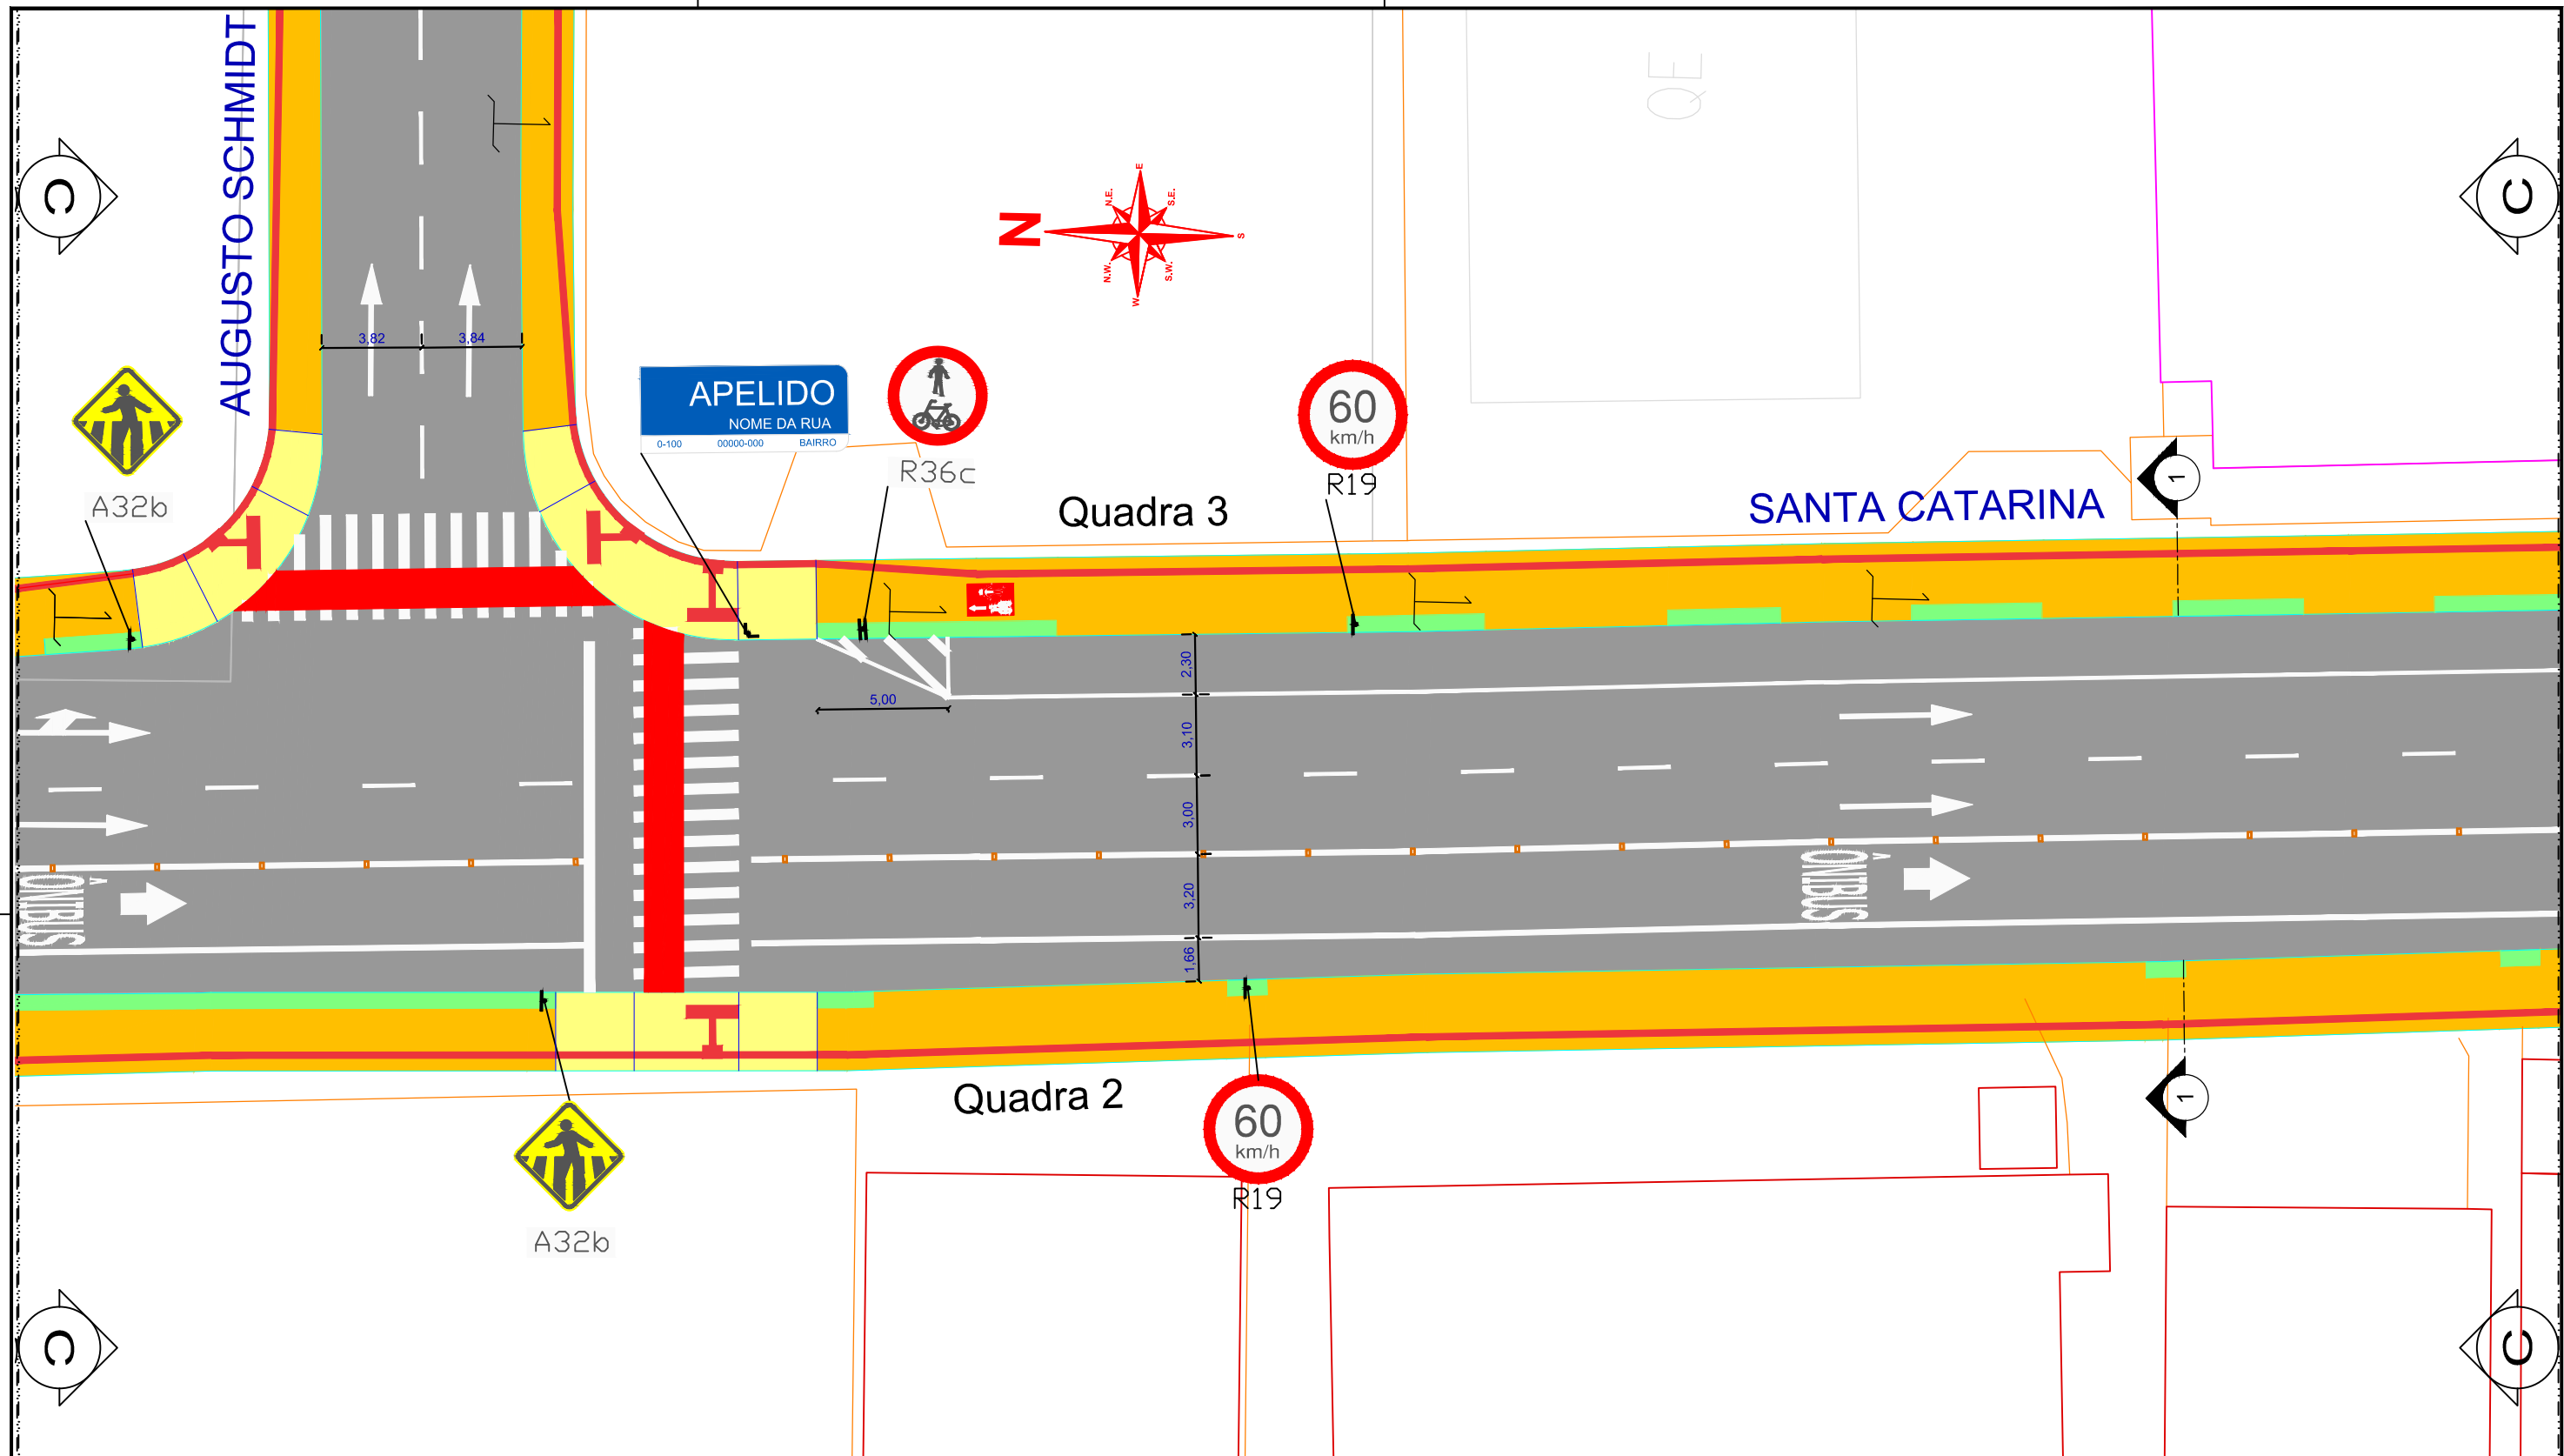 AUGUSTO SCHMIDT
QE
C
C
E
N.E.
S.E.
N
S
N.W.
S.W.
W
3,82
3,84
APELIDO
NOME DA RUA
0-100 00000-000 BAIRRO
60
km/h
R36c
R19
A32b
Quadra 3
SANTA CATARINA
1
2,30
5,00
3,10
3,00
3,20
1,66
ÔNIBUS
ÔNIBUS
Quadra 2
1
60
km/h
R19
A32b
C
C